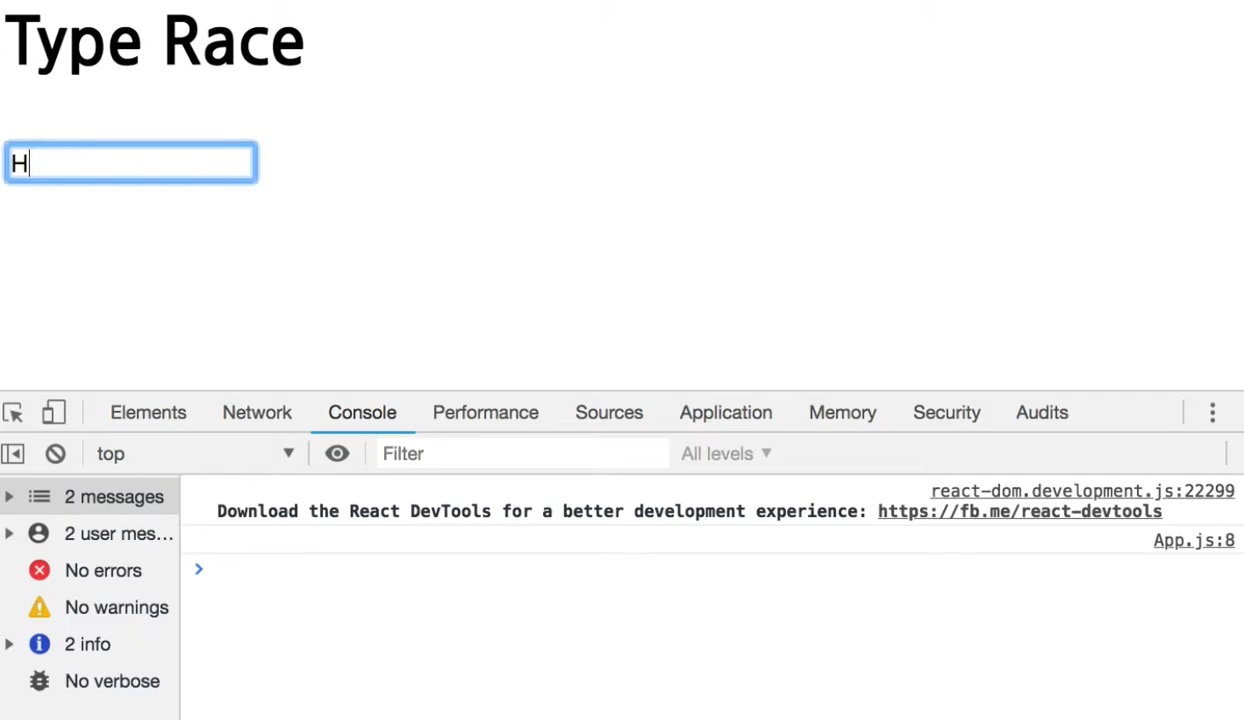 Type Race
H
Elements Network Console Performance Sources Application Memory Security Audits
top Filter All levels
2 messages
2 user mes...
No errors
No warnings
2 info
No verbose
react-dom.development.js:22299
Download the React DevTools for a better development experience: https://fb.me/react-devtools
App.js:8